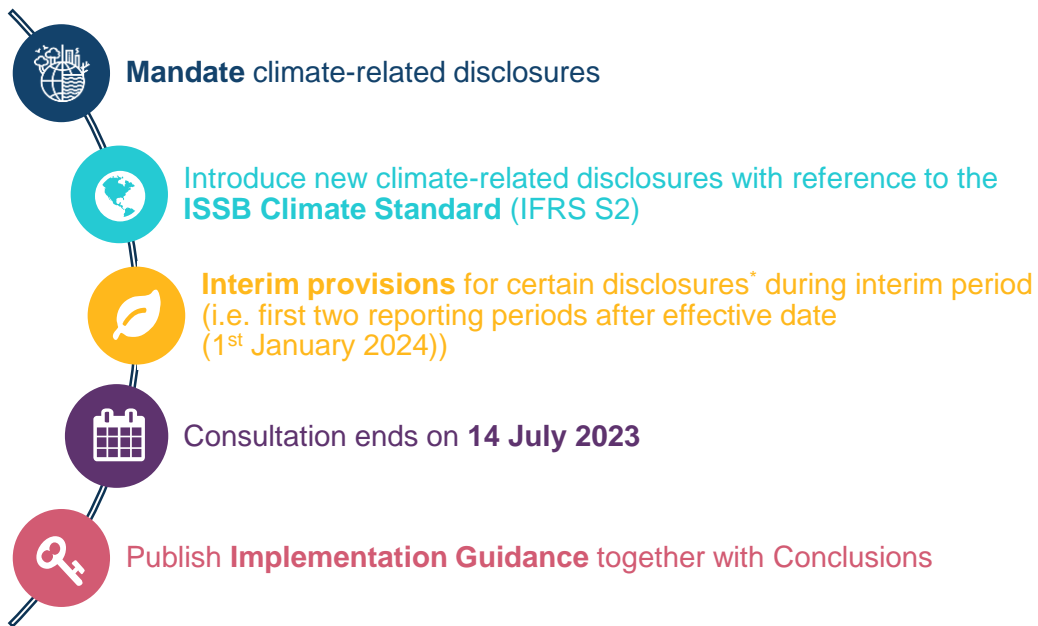 Mandate climate-related disclosures
Introduce new climate-related disclosures with reference to the
ISSB Climate Standard (IFRS S2)
Interim provisions for certain disclosures* during interim period
(i.e. first two reporting periods after effective date
(1st January 2024))
Consultation ends on 14 July 2023
Publish Implementation Guidance together with Conclusions